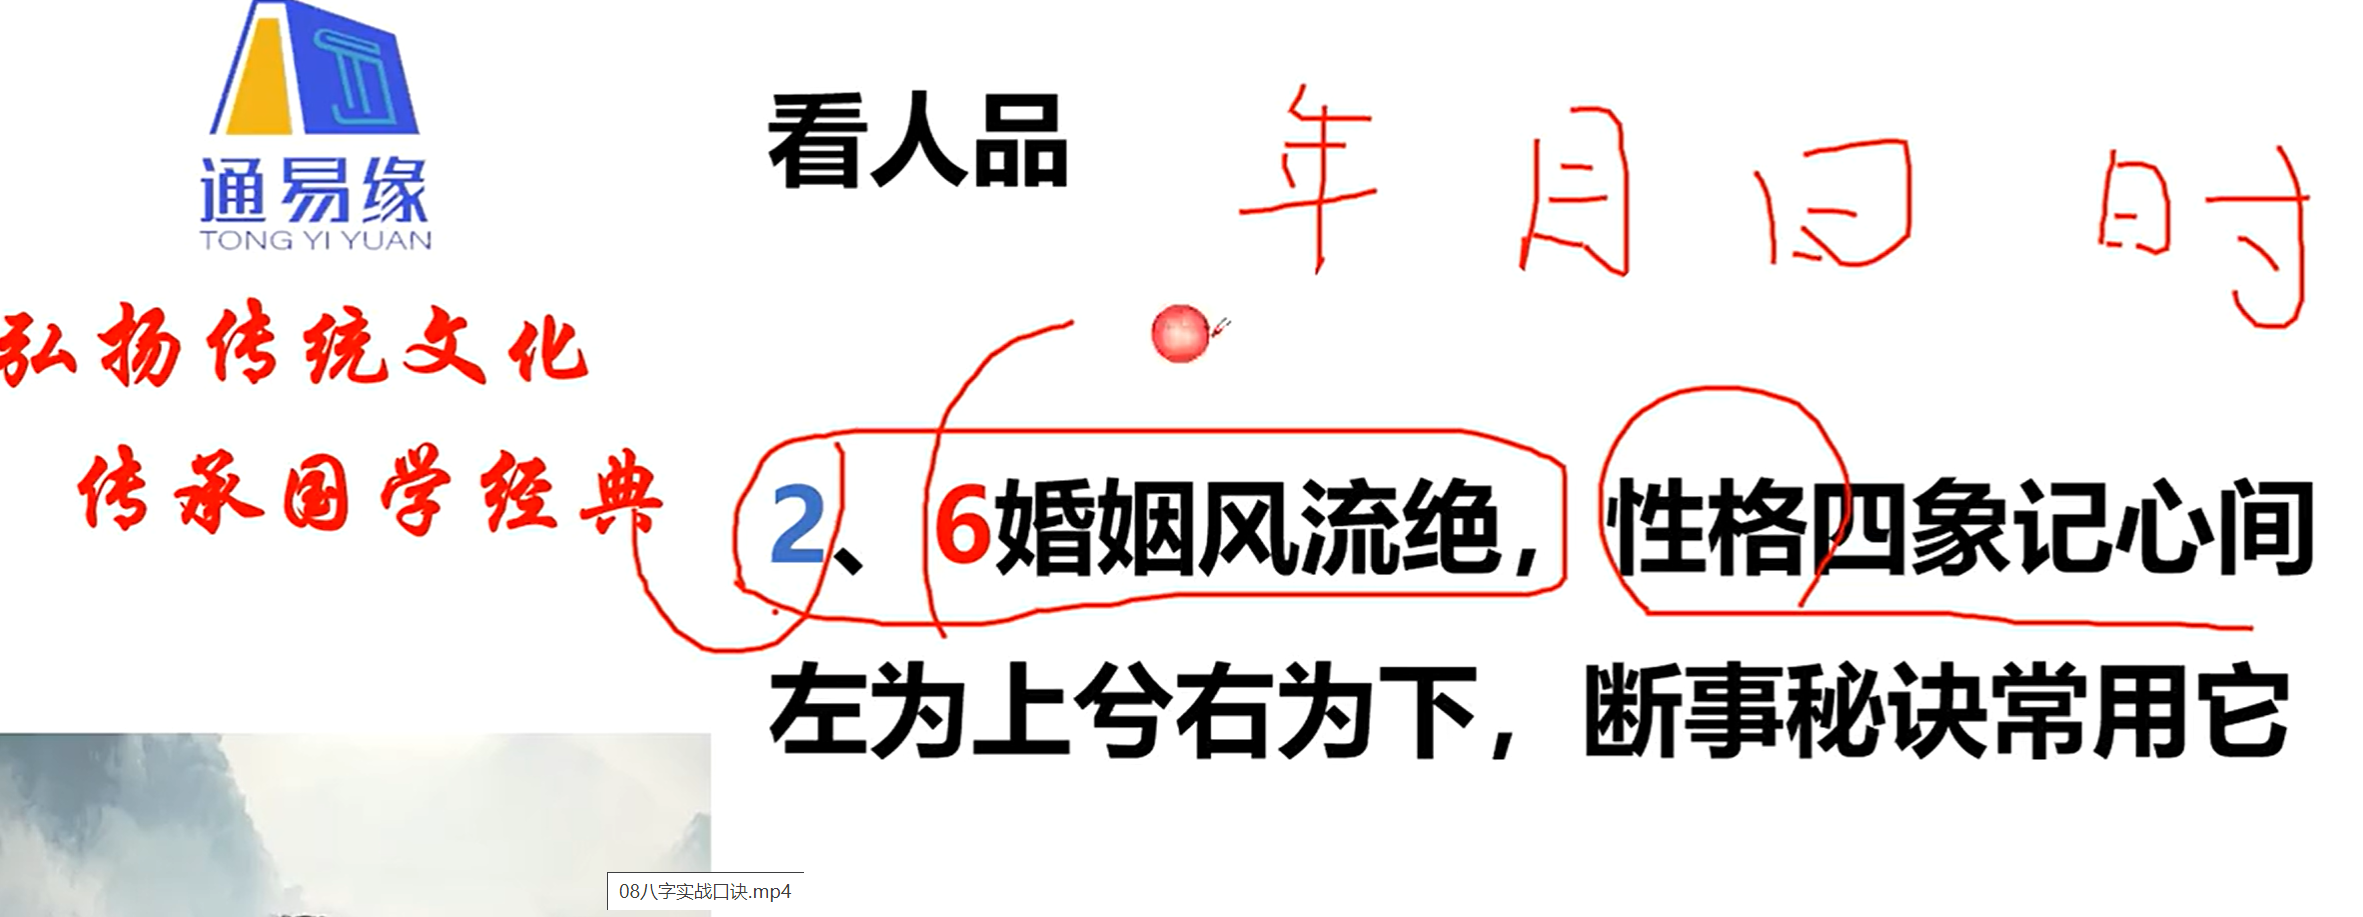 通易缘
TONG YI YUAN
弘扬传统文化
传承国学经典
看人品
年 月 日 时
2、6婚姻风流绝，性格四象记心间
左为上兮右为下，断事秘诀常用它
08八字实战口诀.mp4